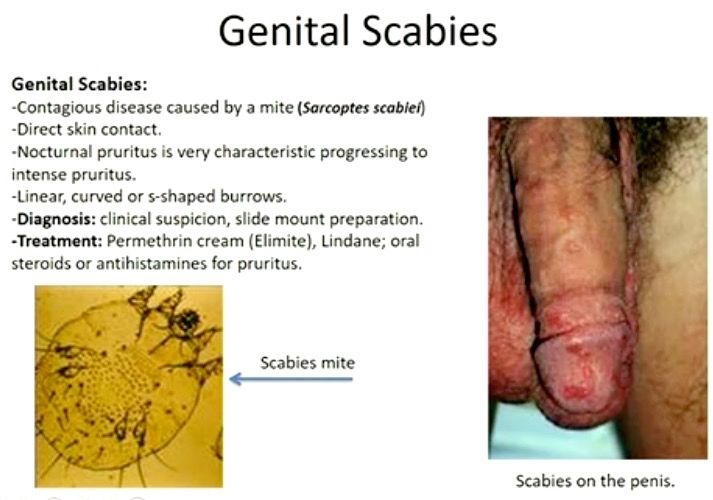 Genital Scabies
Genital Scabies:
-Contagious disease caused by a mite (Sarcoptes scabiei)
-Direct skin contact.
-Nocturnal pruritus is very characteristic progressing to
intense pruritus.
-Linear, curved or s-shaped burrows.
-Diagnosis: clinical suspicion, slide mount preparation.
-Treatment: Permethrin cream (Elimite), Lindane; oral
steroids or antihistamines for pruritus.
Scabies mite
Scabies on the penis.